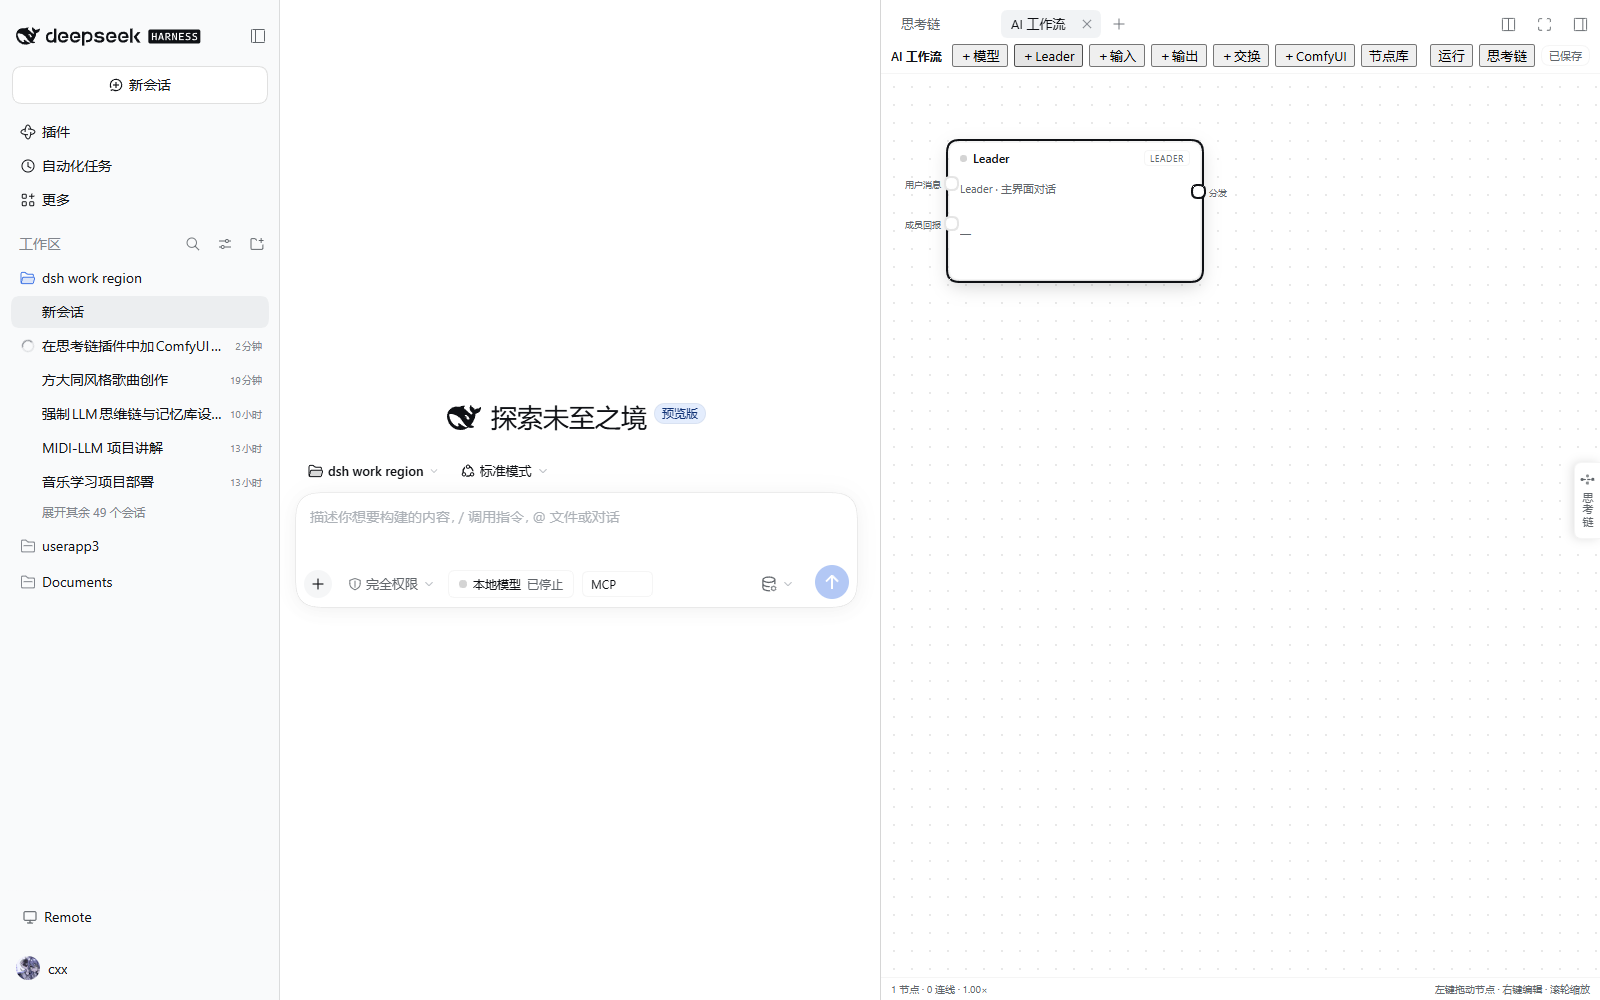 deepseek HARNESS
新会话
插件
自动化任务
更多
工作区
dsh work region
新会话
在思考链插件中加 ComfyUI... 2分钟
方大同风格歌曲创作 19分钟
强制 LLM 思维链与记忆库设... 10小时
MIDI-LLM 项目讲解 13小时
音乐学习项目部署 13小时
展开其余 49 个会话
userapp3
Documents
Remote
cxx
探索未至之境 预览版
dsh work region 标准模式
描述你想要构建的内容, / 调用指令, @ 文件或对话
+ 完全权限 本地模型 已停止 MCP
思考链 AI 工作流 × +
AI 工作流 + 模型 + Leader + 输入 + 输出 + 交换 + ComfyUI 节点库 运行 思考链 已保存
Leader LEADER
用户消息 Leader · 主界面对话 分发
成员回报 —
思考链
1 节点 · 0 连线 · 1.00× 左键拖动节点 · 右键编辑 · 滚轮缩放